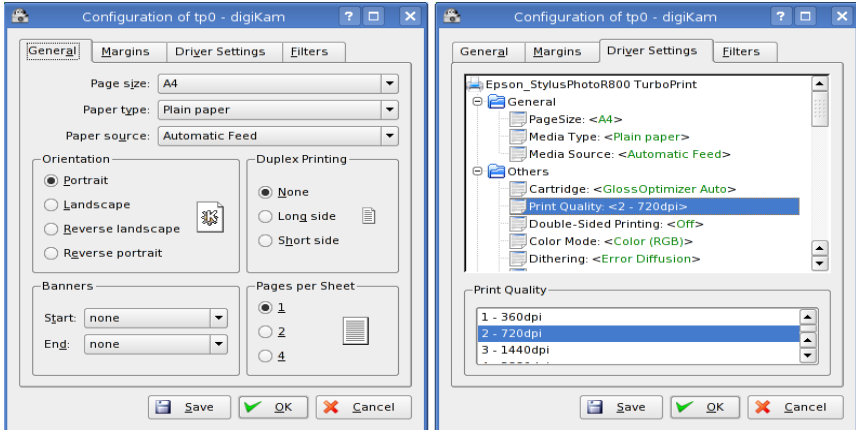 Configuration of tp0 - digiKam
General Margins Driver Settings Filters
Page size: A4
Paper type: Plain paper
Paper source: Automatic Feed
Orientation
Portrait
Landscape
Reverse landscape
Reverse portrait
Duplex Printing
None
Long side
Short side
Banners
Start: none
End: none
Pages per Sheet
1
2
4
Save OK Cancel
Configuration of tp0 - digiKam
General Margins Driver Settings Filters
Epson_StylusPhotoR800 TurboPrint
General
PageSize: <A4>
Media Type: <Plain paper>
Media Source: <Automatic Feed>
Others
Cartridge: <GlossOptimizer Auto>
Print Quality: <2 - 720dpi>
Double-Sided Printing: <Off>
Color Mode: <Color (RGB)>
Dithering: <Error Diffusion>
Print Quality
1 - 360dpi
2 - 720dpi
3 - 1440dpi
Save OK Cancel